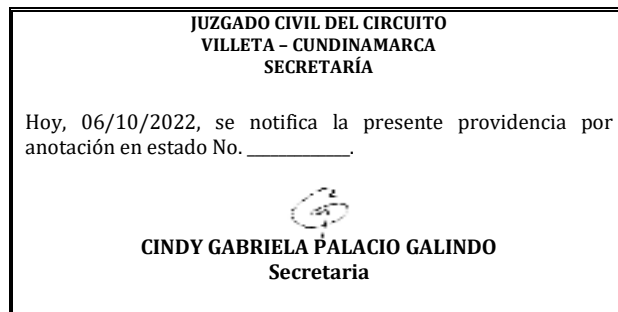 JUZGADO CIVIL DEL CIRCUITO
VILLETA – CUNDINAMARCA
SECRETARÍA
Hoy, 06/10/2022, se notifica la presente providencia por
anotación en estado No. _____________.
CINDY GABRIELA PALACIO GALINDO
Secretaria